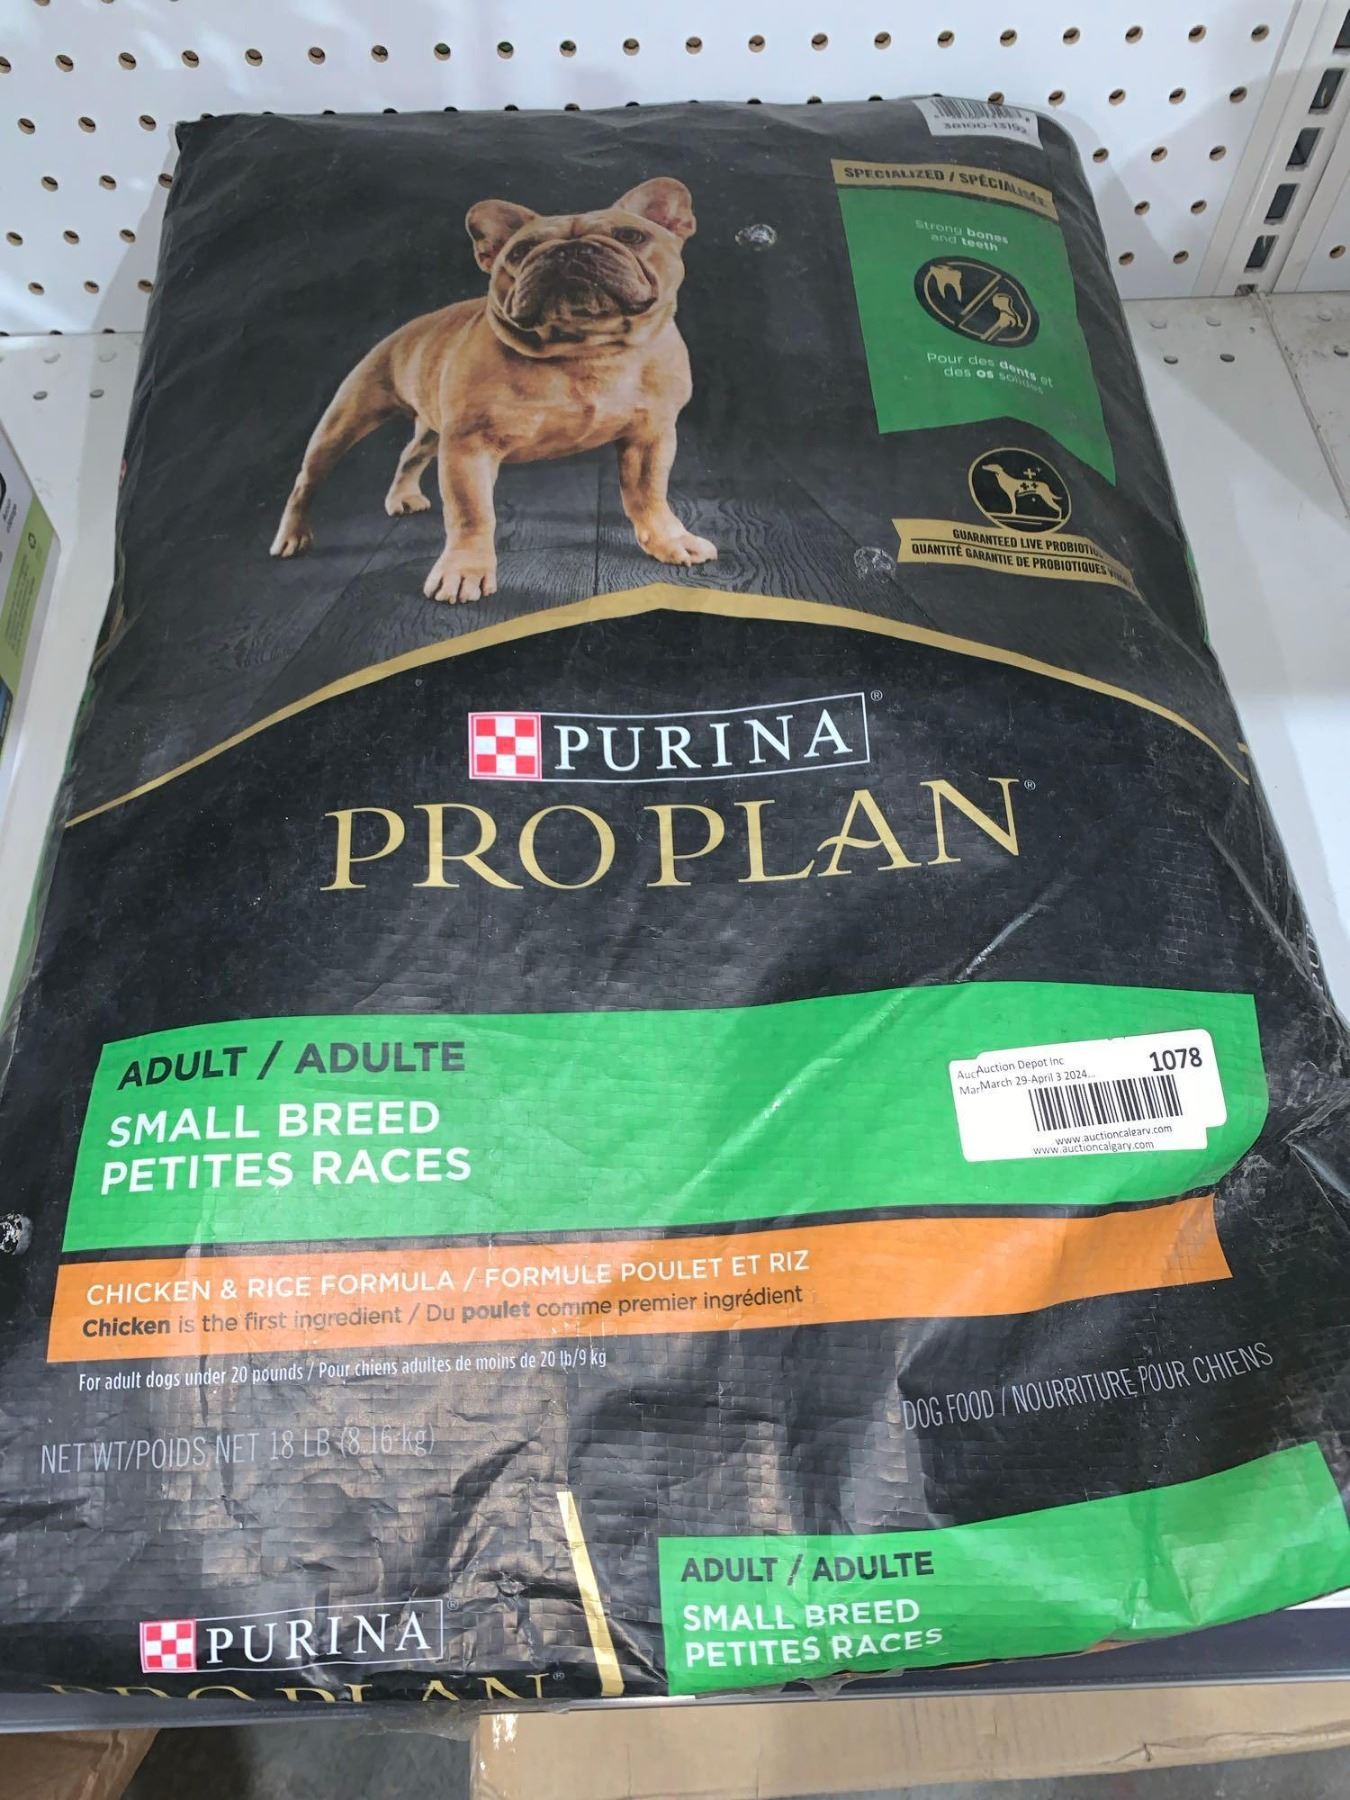 38100-13192
SPECIALIZED / SPÉCIALISÉE
Strong bones
and teeth
Pour des dents et
des os solides
GUARANTEED LIVE
QUANTITÉ GARANTIE DE PROBIOTIQUES
PURINA®
PRO PLAN®
ADULT / ADULTE
SMALL BREED
PETITES RACES
Auction Depot Inc
1078
March 29-April 3 2024...
www.auctioncalgary.com
www.auctioncalgary.com
CHICKEN & RICE FORMULA / FORMULE POULET ET RIZ
Chicken is the first ingredient / Du poulet comme premier ingrédient
For adult dogs under 20 pounds / Pour chiens adultes de moins de 20 lb/9 kg
DOG FOOD / NOURRITURE POUR CHIENS
NET WT/POIDS NET 18 LB (8.16 kg)
ADULT / ADULTE
SMALL BREED
PETITES RACES
PURINA®
PRO PLAN®